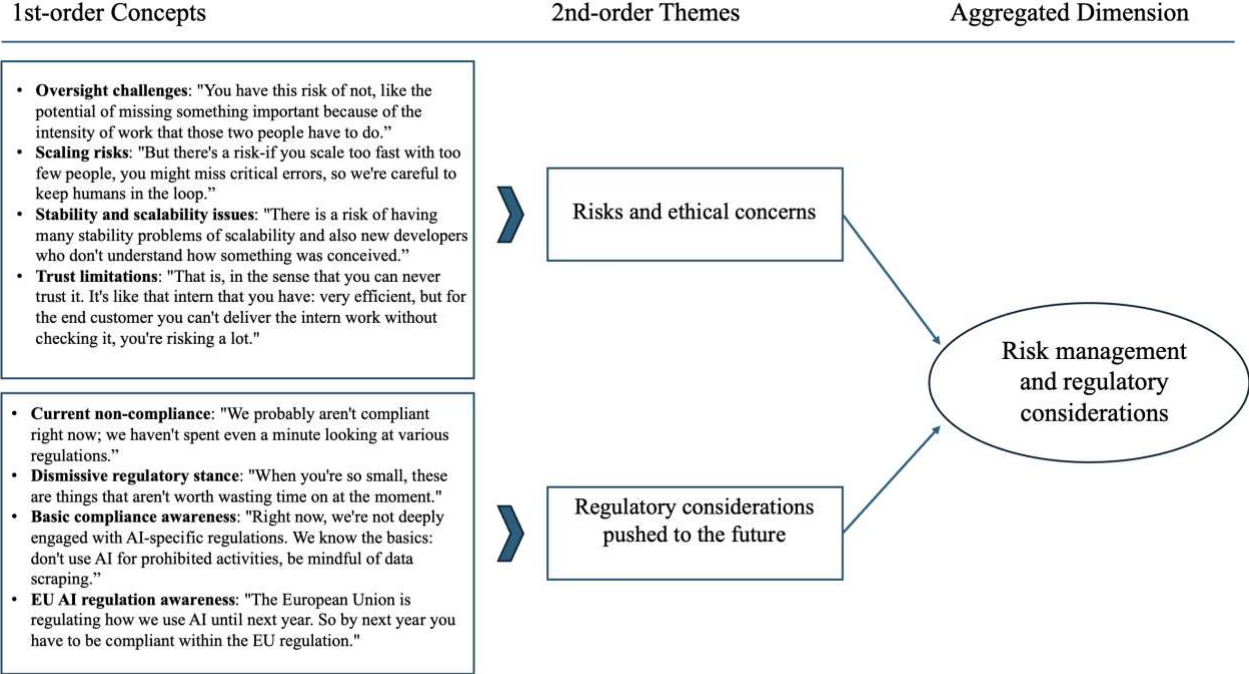 1st-order Concepts
2nd-order Themes
Aggregated Dimension
• Oversight challenges: "You have this risk of not, like the
potential of missing something important because of the
intensity of work that those two people have to do.”
• Scaling risks: "But there's a risk-if you scale too fast with too
few people, you might miss critical errors, so we're careful to
keep humans in the loop.”
• Stability and scalability issues: "There is a risk of having
many stability problems of scalability and also new developers
who don't understand how something was conceived.”
• Trust limitations: "That is, in the sense that you can never
trust it. It's like that intern that you have: very efficient, but for
the end customer you can't deliver the intern work without
checking it, you're risking a lot."
Risks and ethical concerns
• Current non-compliance: "We probably aren't compliant
right now; we haven't spent even a minute looking at various
regulations.”
• Dismissive regulatory stance: "When you're so small, these
are things that aren't worth wasting time on at the moment."
• Basic compliance awareness: "Right now, we're not deeply
engaged with AI-specific regulations. We know the basics:
don't use AI for prohibited activities, be mindful of data
scraping.”
• EU AI regulation awareness: "The European Union is
regulating how we use AI until next year. So by next year you
have to be compliant within the EU regulation."
Regulatory considerations
pushed to the future
Risk management
and regulatory
considerations